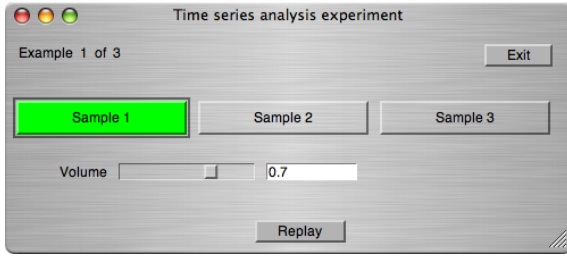 Time series analysis experiment
Example 1 of 3 Exit
Sample 1 Sample 2 Sample 3
Volume 0.7
Replay